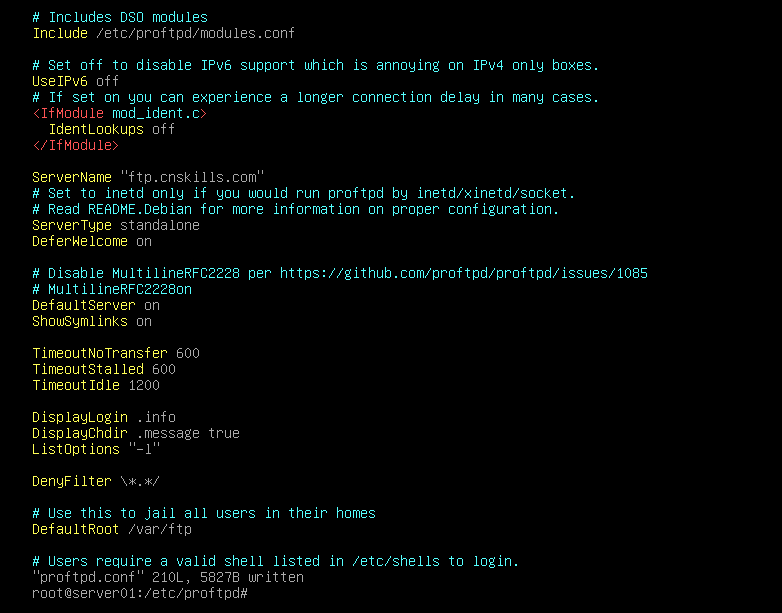 # Includes DSO modules
Include /etc/proftpd/modules.conf
# Set off to disable IPv6 support which is annoying on IPv4 only boxes.
UseIPv6 off
# If set on you can experience a longer connection delay in many cases.
<IfModule mod_ident.c>
  IdentLookups off
</IfModule>
ServerName "ftp.cnskills.com"
# Set to inetd only if you would run proftpd by inetd/xinetd/socket.
# Read README.Debian for more information on proper configuration.
ServerType standalone
DeferWelcome on
# Disable MultilineRFC2228 per https://github.com/proftpd/proftpd/issues/1085
# MultilineRFC2228on
DefaultServer on
ShowSymlinks on
TimeoutNoTransfer 600
TimeoutStalled 600
TimeoutIdle 1200
DisplayLogin .info
DisplayChdir .message true
ListOptions "-l"
DenyFilter \*.*/
# Use this to jail all users in their homes
DefaultRoot /var/ftp
# Users require a valid shell listed in /etc/shells to login.
"proftpd.conf" 210L, 5827B written
root@server01:/etc/proftpd#